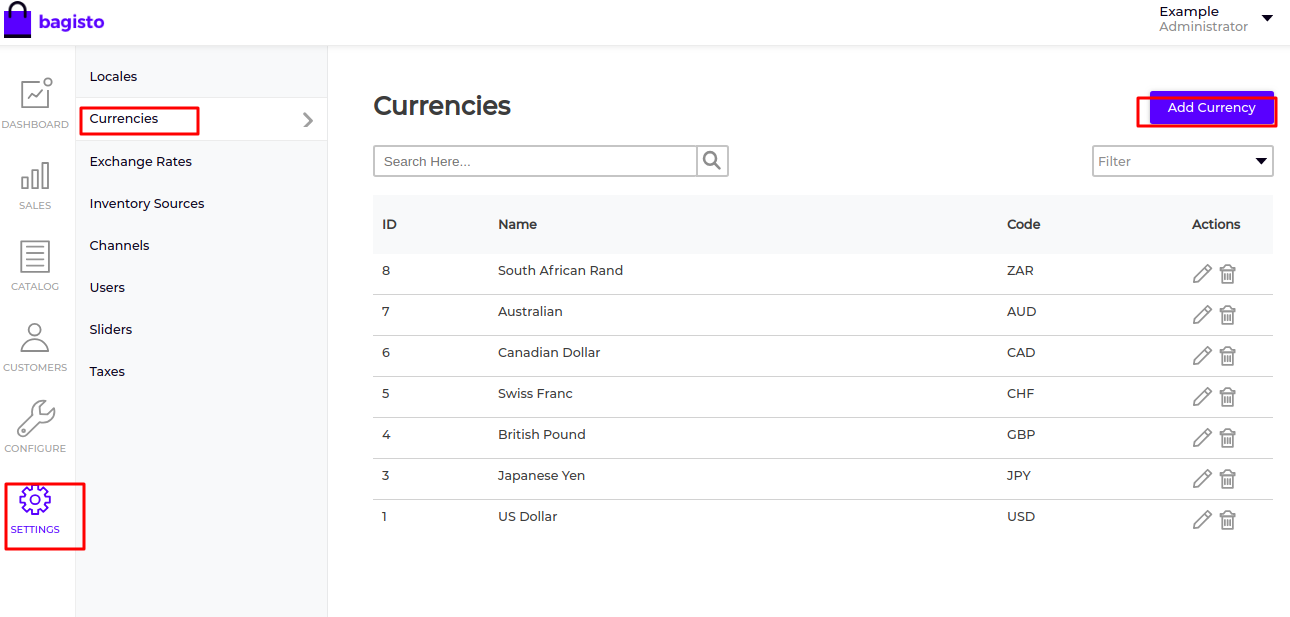 bagisto
Example
Administrator
DASHBOARD
SALES
CATALOG
CUSTOMERS
CONFIGURE
SETTINGS
Locales
Currencies
Exchange Rates
Inventory Sources
Channels
Users
Sliders
Taxes
Currencies
Add Currency
Search Here...
Filter
ID Name Code Actions
8 South African Rand ZAR
7 Australian AUD
6 Canadian Dollar CAD
5 Swiss Franc CHF
4 British Pound GBP
3 Japanese Yen JPY
1 US Dollar USD